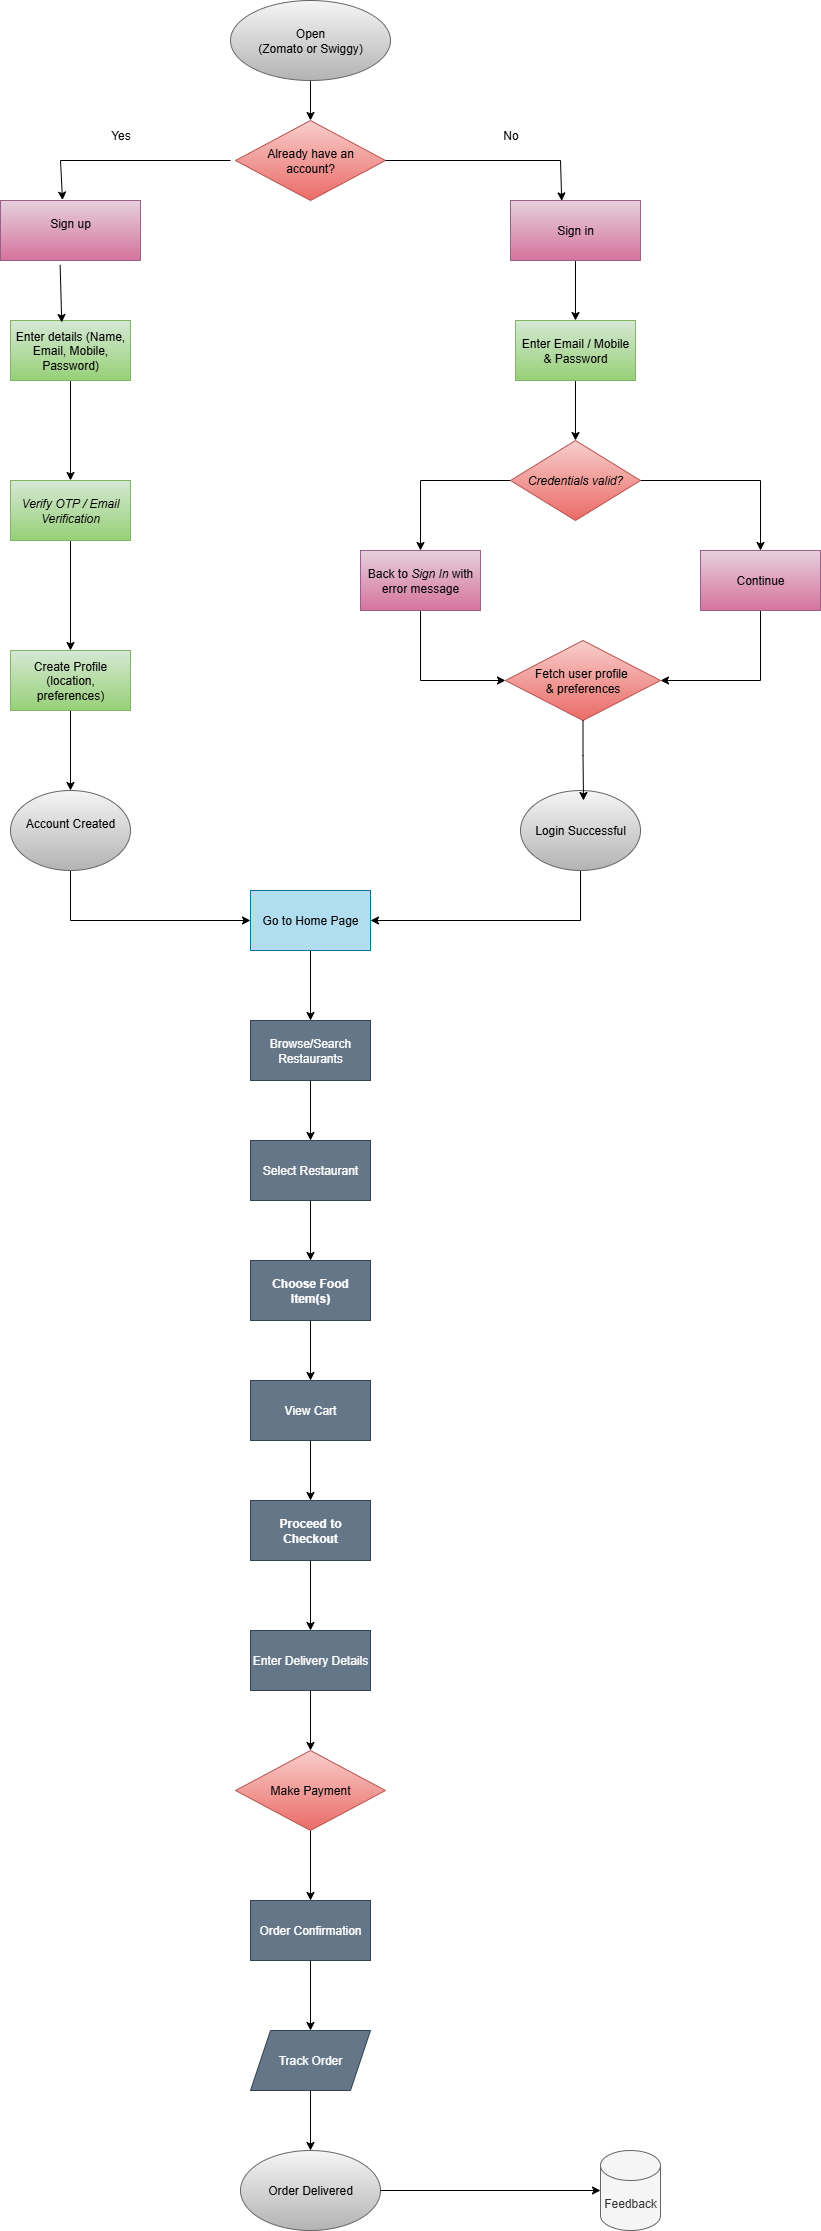 Open
(Zomato or Swiggy)
Yes
No
Already have an
account?
Sign up
Sign in
Enter details (Name,
Email, Mobile,
Password)
Enter Email / Mobile
& Password
Verify OTP / Email
Verification
Credentials valid?
Back to Sign In with
error message
Continue
Create Profile
(location,
preferences)
Fetch user profile
& preferences
Account Created
Login Successful
Go to Home Page
Browse/Search
Restaurants
Select Restaurant
Choose Food
Item(s)
View Cart
Proceed to
Checkout
Enter Delivery Details
Make Payment
Order Confirmation
Track Order
Order Delivered
Feedback